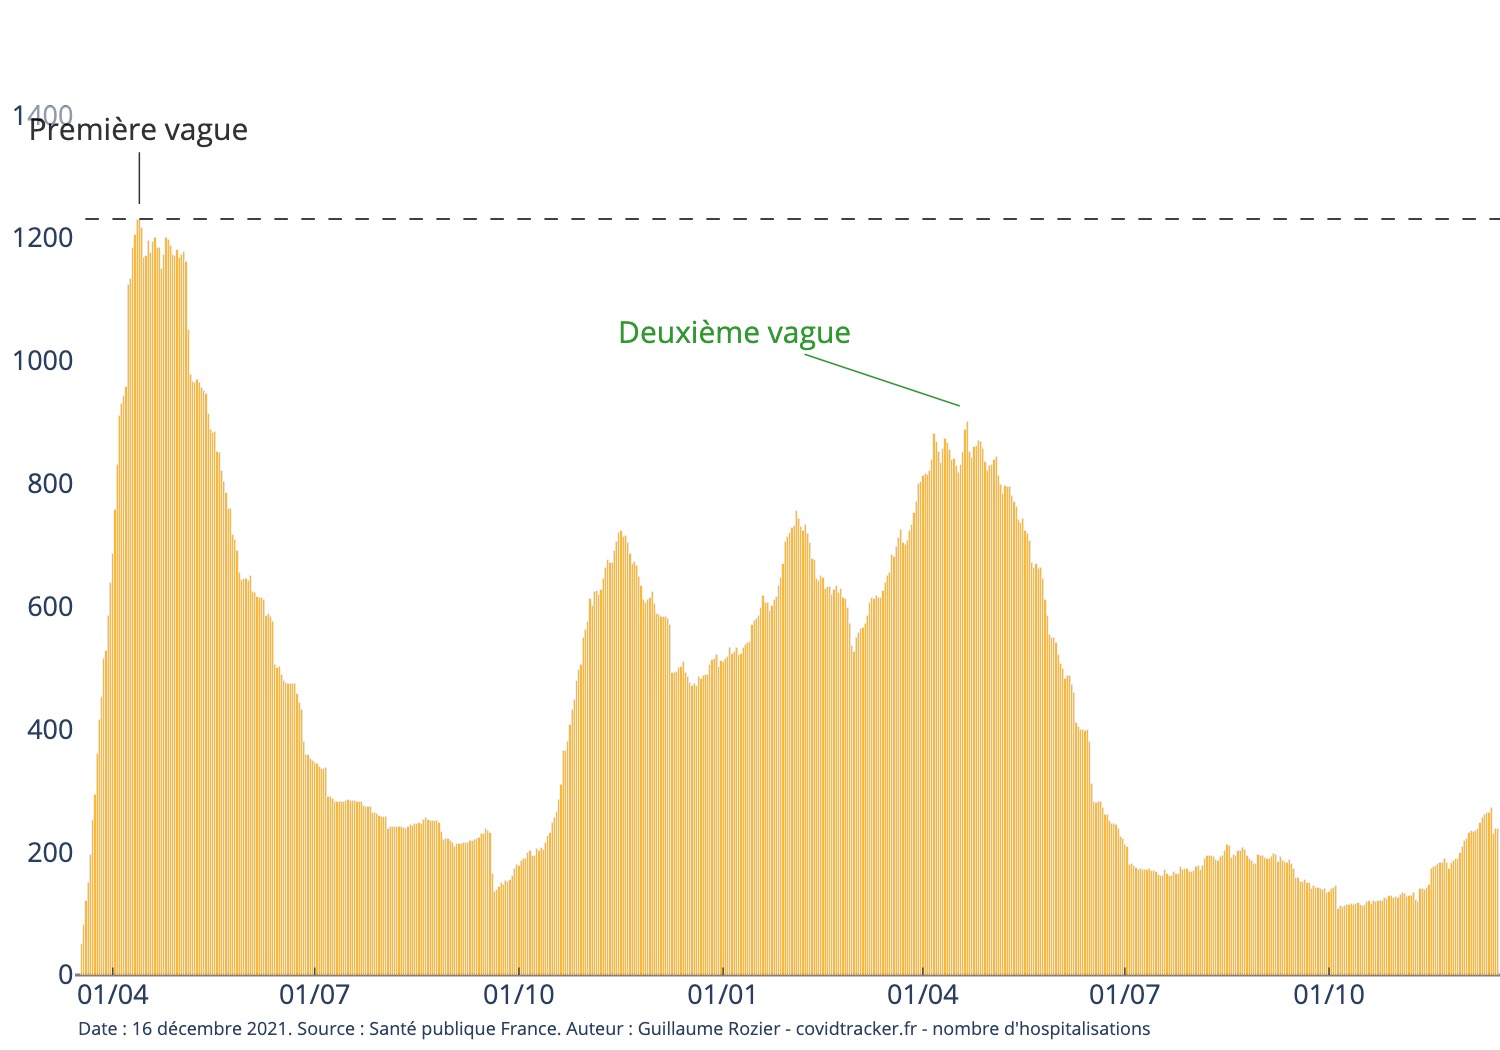 1400
Première vague
1200
Deuxième vague
1000
800
600
400
200
0
01/04 01/07 01/10 01/01 01/04 01/07 01/10
Date : 16 décembre 2021. Source : Santé publique France. Auteur : Guillaume Rozier - covidtracker.fr - nombre d'hospitalisations